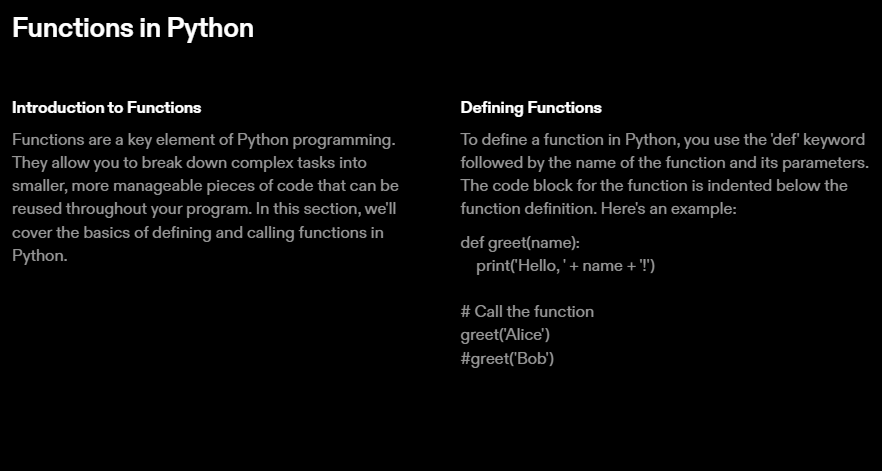 Functions in Python
Introduction to Functions
Functions are a key element of Python programming.
They allow you to break down complex tasks into
smaller, more manageable pieces of code that can be
reused throughout your program. In this section, we'll
cover the basics of defining and calling functions in
Python.
Defining Functions
To define a function in Python, you use the 'def' keyword
followed by the name of the function and its parameters.
The code block for the function is indented below the
function definition. Here's an example:
def greet(name):
    print('Hello, ' + name + '!')
# Call the function
greet('Alice')
#greet('Bob')